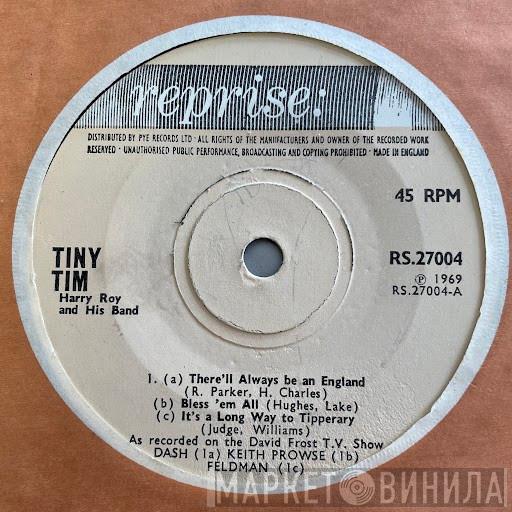 reprise:
DISTRIBUTED BY PYE RECORDS LTD · ALL RIGHTS OF THE MANUFACTURERS AND OWNER OF THE RECORDED WORK
RESERVED · UNAUTHORISED PUBLIC PERFORMANCE, BROADCASTING AND COPYING PROHIBITED · MADE IN ENGLAND
45 RPM
TINY
TIM
Harry Roy
and His Band
RS.27004
Ⓟ 1969
RS.27004-A
1. (a) There'll Always be an England
(R. Parker, H. Charles)
(b) Bless 'em All (Hughes, Lake)
(c) It's a Long Way to Tipperary
(Judge, Williams)
As recorded on the David Frost T.V. Show
DASH (1a) KEITH PROWSE (1b)
FELDMAN (1c)
МАРКЕТ ВИНИЛА